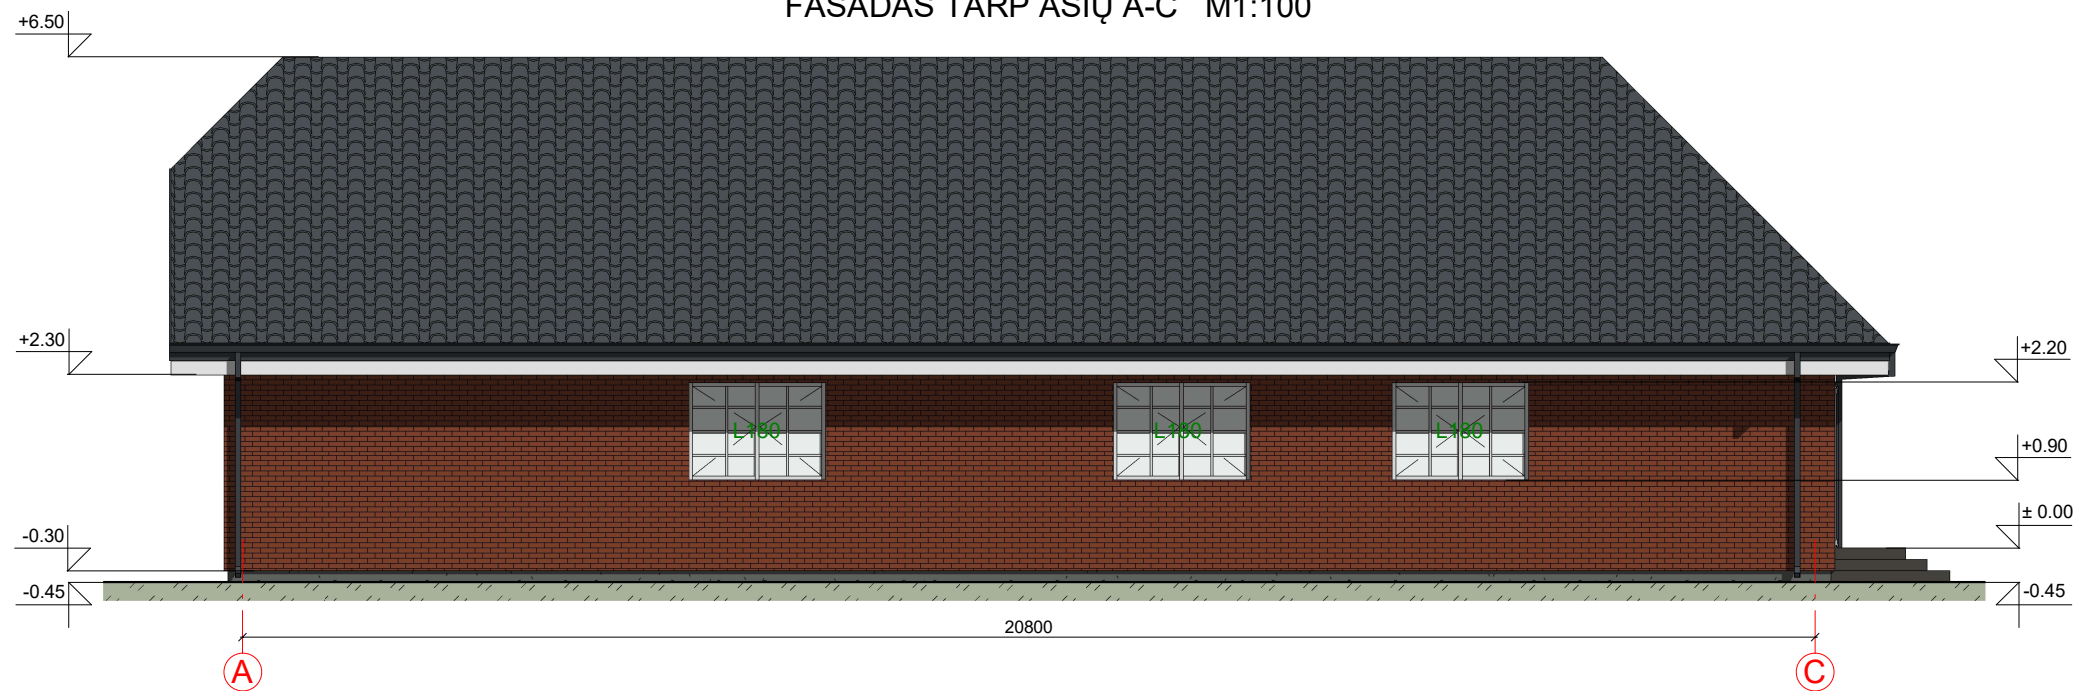 FASADAS TARP AŠIŲ A-C M1:100
+6.50
+2.30
+2.20
L180
L180
L180
+0.90
± 0.00
-0.30
-0.45
-0.45
20800
A
C